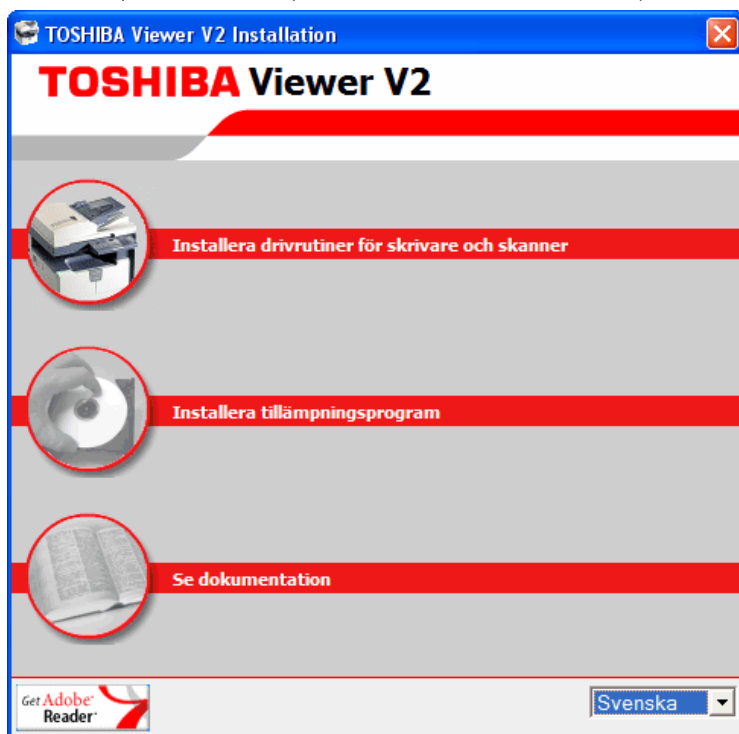 TOSHIBA Viewer V2 Installation
TOSHIBA Viewer V2
Installera drivrutiner för skrivare och skanner
Installera tillämpningsprogram
Se dokumentation
Get Adobe
Reader
Svenska